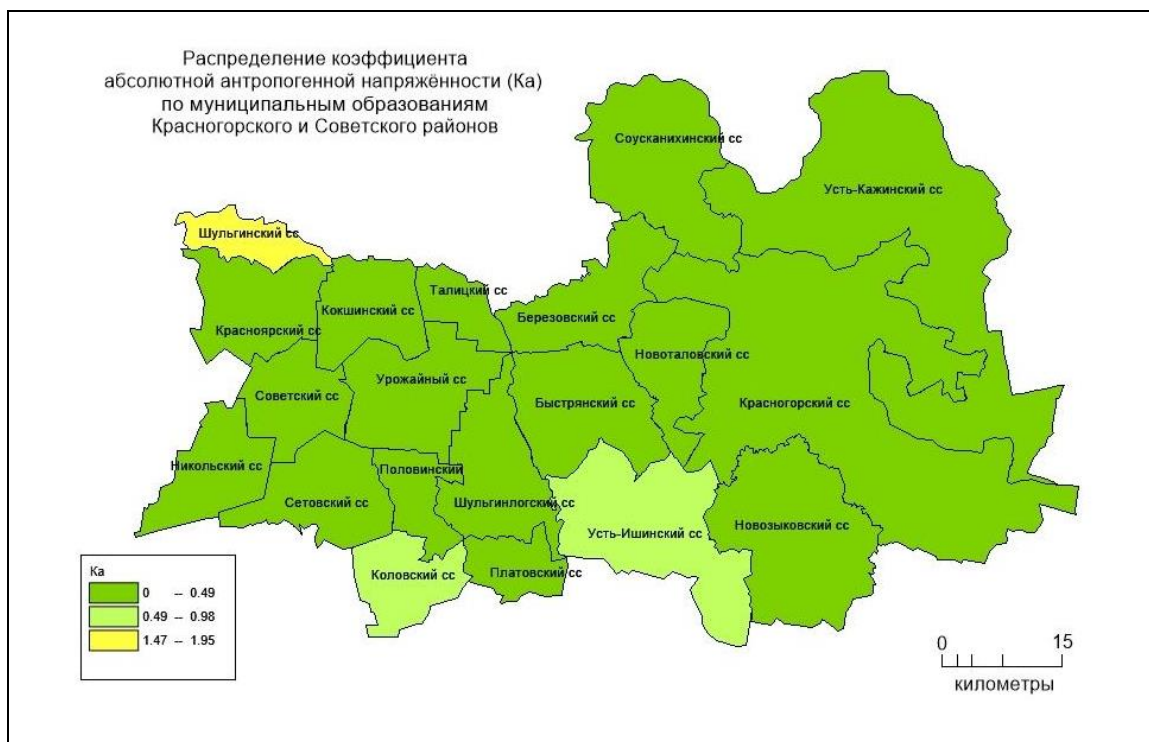 Распределение коэффициента
абсолютной антропогенной напряжённости (Ка)
по муниципальным образованиям
Красногорского и Советского районов
Соусканихинский сс
Усть-Кажинский сс
Шульгинский сс
Талицкий сс
Кокшинский сс
Березовский сс
Красноярский сс
Новоталовский сс
Урожайный сс
Советский сс
Быстрянский сс
Красногорский сс
Никольский сс
Половинский
Сетовский сс
Шульгинлогский сс
Новозыковский сс
Усть-Ишинский сс
Коловский сс
Платовский сс
Ка
0 -- 0.49
0.49 -- 0.98
1.47 -- 1.95
0 15
километры